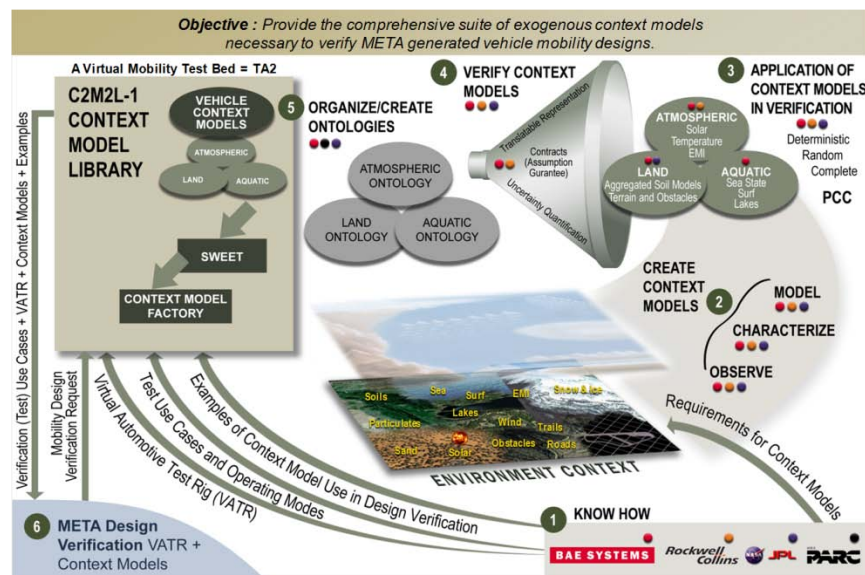 Objective : Provide the comprehensive suite of exogenous context models
necessary to verify META generated vehicle mobility designs.
A Virtual Mobility Test Bed = TA2
C2M2L-1
CONTEXT
MODEL
LIBRARY
VEHICLE
CONTEXT
MODELS
ATMOSPHERIC
LAND
AQUATIC
SWEET
CONTEXT MODEL
FACTORY
5
ORGANIZE/CREATE
ONTOLOGIES
ATMOSPHERIC
ONTOLOGY
LAND
ONTOLOGY
AQUATIC
ONTOLOGY
4
VERIFY CONTEXT
MODELS
Translatable Representation
Contracts
(Assumption
Gurantee)
Uncertainty Quantification
3
APPLICATION OF
CONTEXT MODELS
IN VERIFICATION
Deterministic
Random
Complete
PCC
ATMOSPHERIC
Solar
Temperature
EMI
LAND
Aggregated Soil Models
Terrain and Obstacles
AQUATIC
Sea State
Surf
Lakes
CREATE
CONTEXT
MODELS
2
MODEL
CHARACTERIZE
OBSERVE
Soils
Sea
Surf
EMI
Snow & Ice
Lakes
Particulates
Wind
Trails
Sand
Solar
Obstacles
Roads
ENVIRONMENT CONTEXT
Requirements for Context Models
Verification (Test) Use Cases + VATR + Context Models + Examples
Mobility Design
Verification Request
Virtual Automotive Test Rig (VATR)
Test Use Cases and Operating Modes
Examples of Context Model Use in Design Verification
6
META Design
Verification VATR +
Context Models
1
KNOW HOW
BAE SYSTEMS
Rockwell
Collins
NASA
JPL
PARC